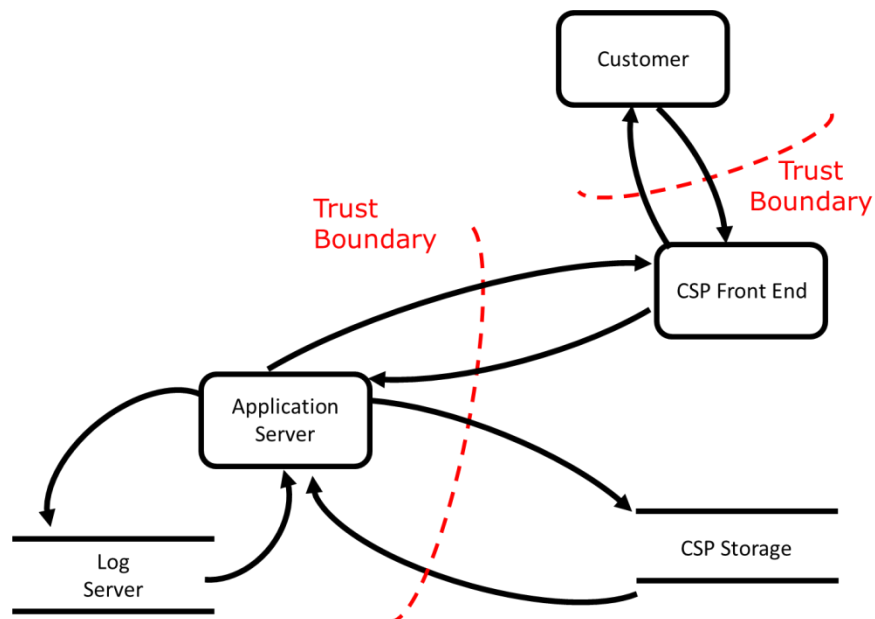 Customer
Trust
Boundary
Trust
Boundary
CSP Front End
Application
Server
CSP Storage
Log
Server